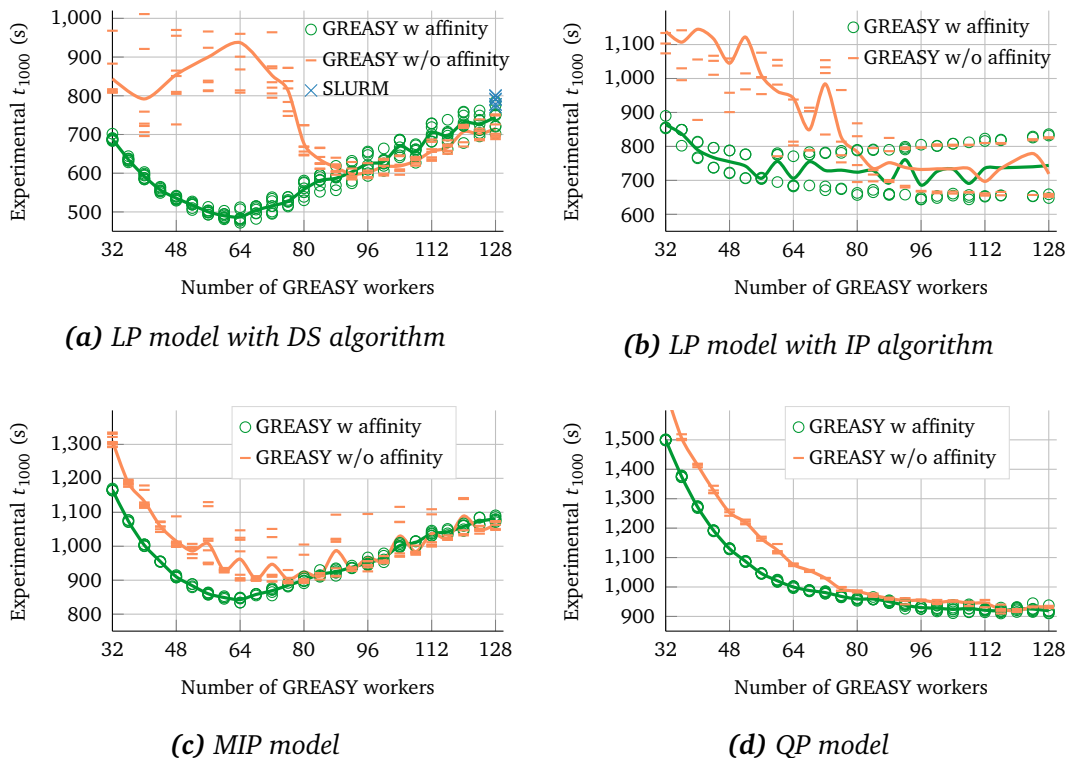 1,000
900
800
700
600
500
32
48
64
80
96
112
128
Experimental t1000 (s)
Number of GREASY workers
GREASY w affinity
GREASY w/o affinity
SLURM
(a) LP model with DS algorithm
1,100
1,000
900
800
700
600
32
48
64
80
96
112
128
Experimental t1000 (s)
Number of GREASY workers
GREASY w affinity
GREASY w/o affinity
(b) LP model with IP algorithm
1,300
1,200
1,100
1,000
900
800
32
48
64
80
96
112
128
Experimental t1000 (s)
Number of GREASY workers
GREASY w affinity
GREASY w/o affinity
(c) MIP model
1,500
1,400
1,300
1,200
1,100
1,000
900
32
48
64
80
96
112
128
Experimental t1000 (s)
Number of GREASY workers
GREASY w affinity
GREASY w/o affinity
(d) QP model